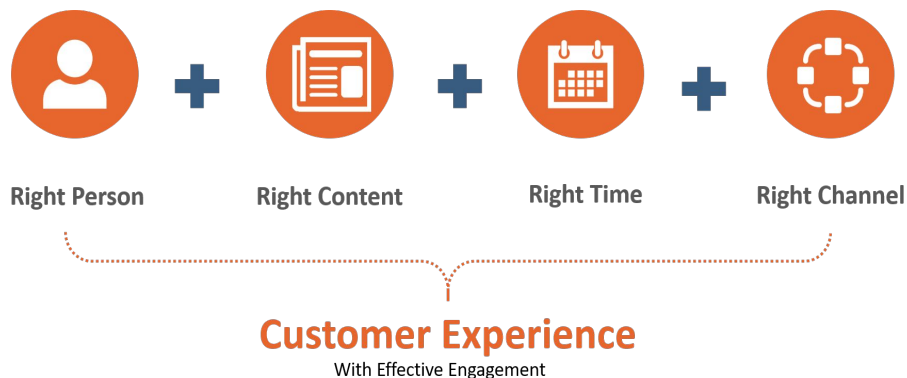 Right Person
Right Content
Right Time
Right Channel
Customer Experience
With Effective Engagement